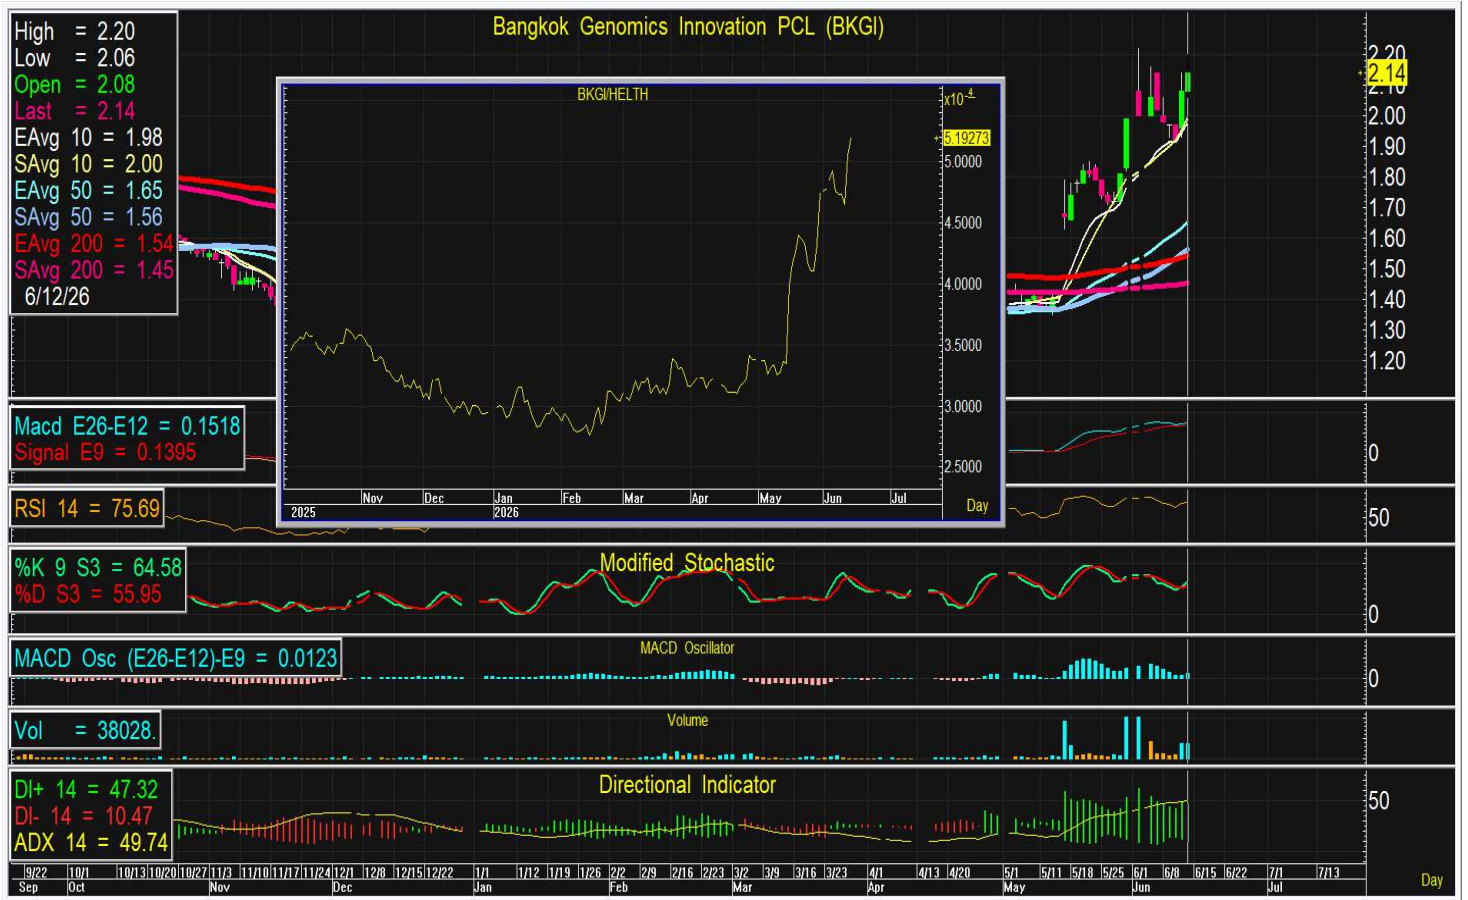 Bangkok Genomics Innovation PCL (BKGI)
High = 2.20
Low = 2.06
Open = 2.08
Last = 2.14
EAvg 10 = 1.98
SAvg 10 = 2.00
EAvg 50 = 1.65
SAvg 50 = 1.56
EAvg 200 = 1.54
SAvg 200 = 1.45
6/12/26
BKGI/HELTH
x10-4
5.19273
5.0000
4.5000
4.0000
3.5000
3.0000
2.5000
Nov Dec Jan Feb Mar Apr May Jun Jul
2025 2026
Day
2.20
2.14
2.10
2.00
1.90
1.80
1.70
1.60
1.50
1.40
1.30
1.20
Macd E26-E12 = 0.1518
Signal E9 = 0.1395
0
RSI 14 = 75.69
50
Modified Stochastic
%K 9 S3 = 64.58
%D S3 = 55.95
0
MACD Oscillator
MACD Osc (E26-E12)-E9 = 0.0123
0
Volume
Vol = 38028.
Directional Indicator
DI+ 14 = 47.32
DI- 14 = 10.47
ADX 14 = 49.74
50
9/22 10/1 10/13 10/20 10/27 11/3 11/10 11/17 11/24 12/1 12/8 12/15 12/22 1/1 1/12 1/19 1/26 2/2 2/9 2/16 2/23 3/2 3/9 3/16 3/23 4/1 4/13 4/20 5/1 5/11 5/18 5/25 6/1 6/8 6/15 6/22 7/1 7/13
Sep Oct Nov Dec Jan Feb Mar Apr May Jun Jul
Day